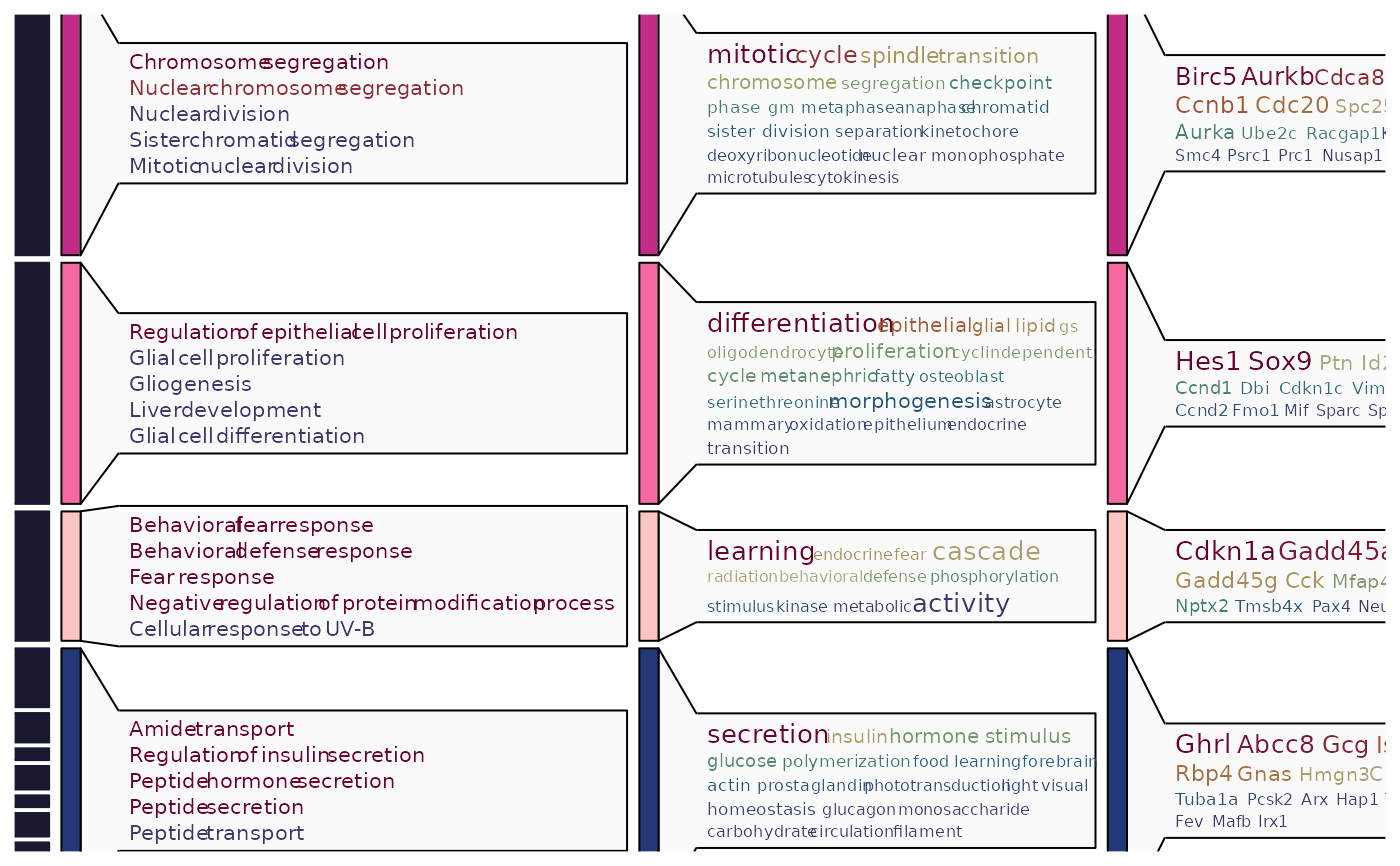 Chromosome segregation
Nuclear chromosome segregation
Nuclear division
Sister chromatid segregation
Mitotic nuclear division
mitotic cycle spindle transition
chromosome segregation checkpoint
phase gm metaphase anaphase chromatid
sister division separation kinetochore
deoxyribonucleotide nuclear monophosphate
microtubules cytokinesis
Birc5 Aurkb Cdca8
Ccnb1 Cdc20 Spc25
Aurka Ube2c Racgap1
Smc4 Psrc1 Prc1 Nusap1
Regulation of epithelial cell proliferation
Glial cell proliferation
Gliogenesis
Liver development
Glial cell differentiation
differentiation epithelial glial lipid gs
oligodendrocyte proliferation cyclindependent
cycle metanephric fatty osteoblast
serinethreonine morphogenesis astrocyte
mammary oxidation epithelium endocrine
transition
Hes1 Sox9 Ptn Id2
Ccnd1 Dbi Cdkn1c Vim
Ccnd2 Fmo1 Mif Sparc Sp
Behavioral fear response
Behavioral defense response
Fear response
Negative regulation of protein modification process
Cellular response to UV-B
learning endocrine fear cascade
radiation behavioral defense phosphorylation
stimulus kinase metabolic activity
Cdkn1a Gadd45a
Gadd45g Cck Mfap4
Nptx2 Tmsb4x Pax4 Neu
Amide transport
Regulation of insulin secretion
Peptide hormone secretion
Peptide secretion
Peptide transport
secretion insulin hormone stimulus
glucose polymerization food learning forebrain
actin prostaglandin phototransduction light visual
homeostasis glucagon monosaccharide
carbohydrate circulation filament
Ghrl Abcc8 Gcg Is
Rbp4 Gnas Hmgn3
Tuba1a Pcsk2 Arx Hap1
Fev Mafb Irx1